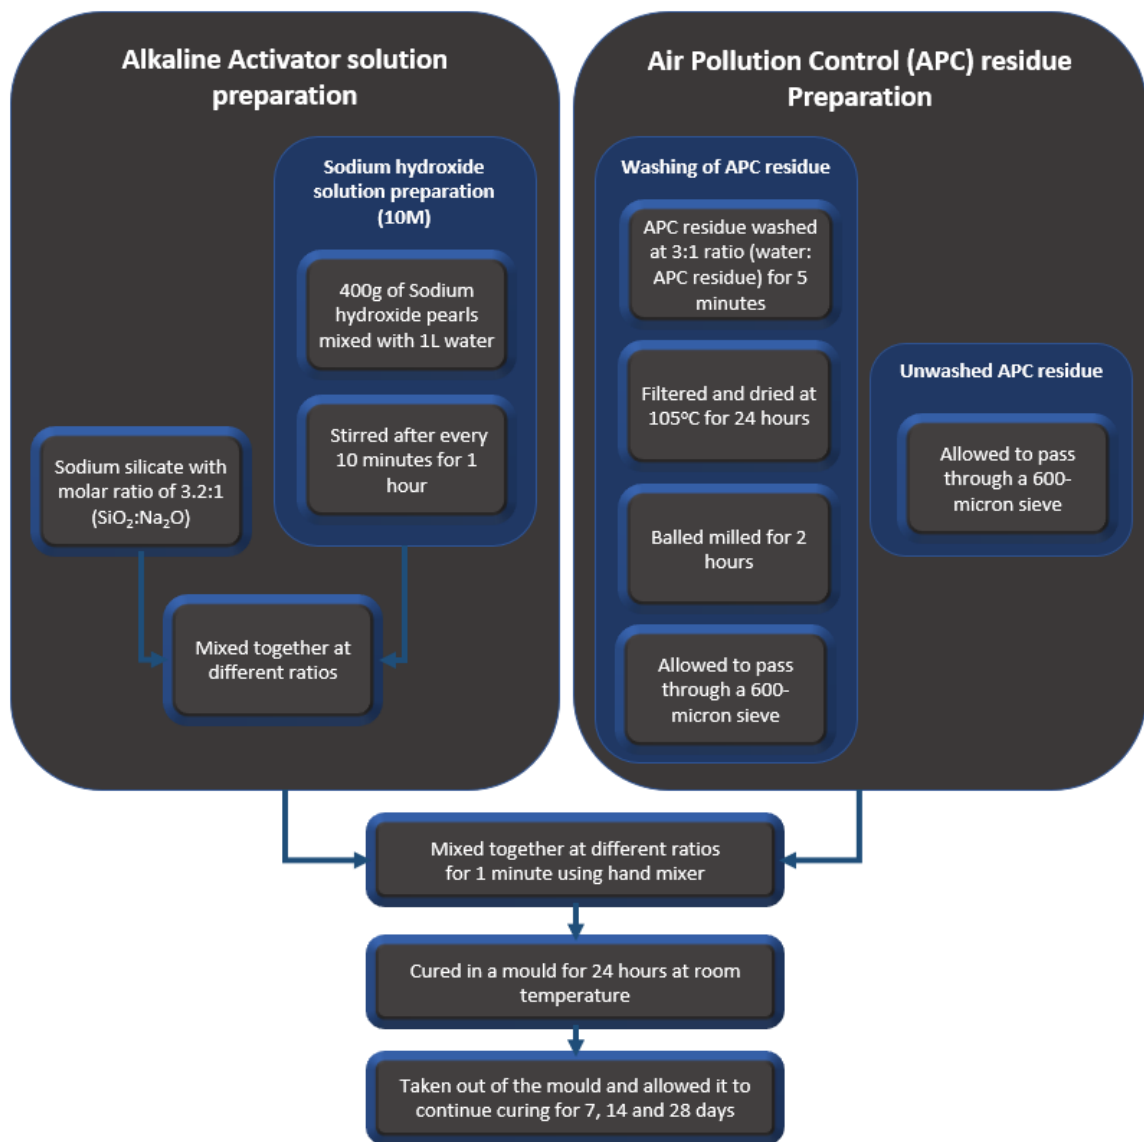 Alkaline Activator solution
preparation
Sodium hydroxide
solution preparation
(10M)
400g of Sodium
hydroxide pearls
mixed with 1L water
Stirred after every
10 minutes for 1
hour
Sodium silicate with
molar ratio of 3.2:1
(SiO₂:Na₂O)
Mixed together at
different ratios
Air Pollution Control (APC) residue
Preparation
Washing of APC residue
APC residue washed
at 3:1 ratio (water:
APC residue) for 5
minutes
Filtered and dried at
105°C for 24 hours
Balled milled for 2
hours
Allowed to pass
through a 600-
micron sieve
Unwashed APC residue
Allowed to pass
through a 600-
micron sieve
Mixed together at different ratios
for 1 minute using hand mixer
Cured in a mould for 24 hours at room
temperature
Taken out of the mould and allowed it to
continue curing for 7, 14 and 28 days